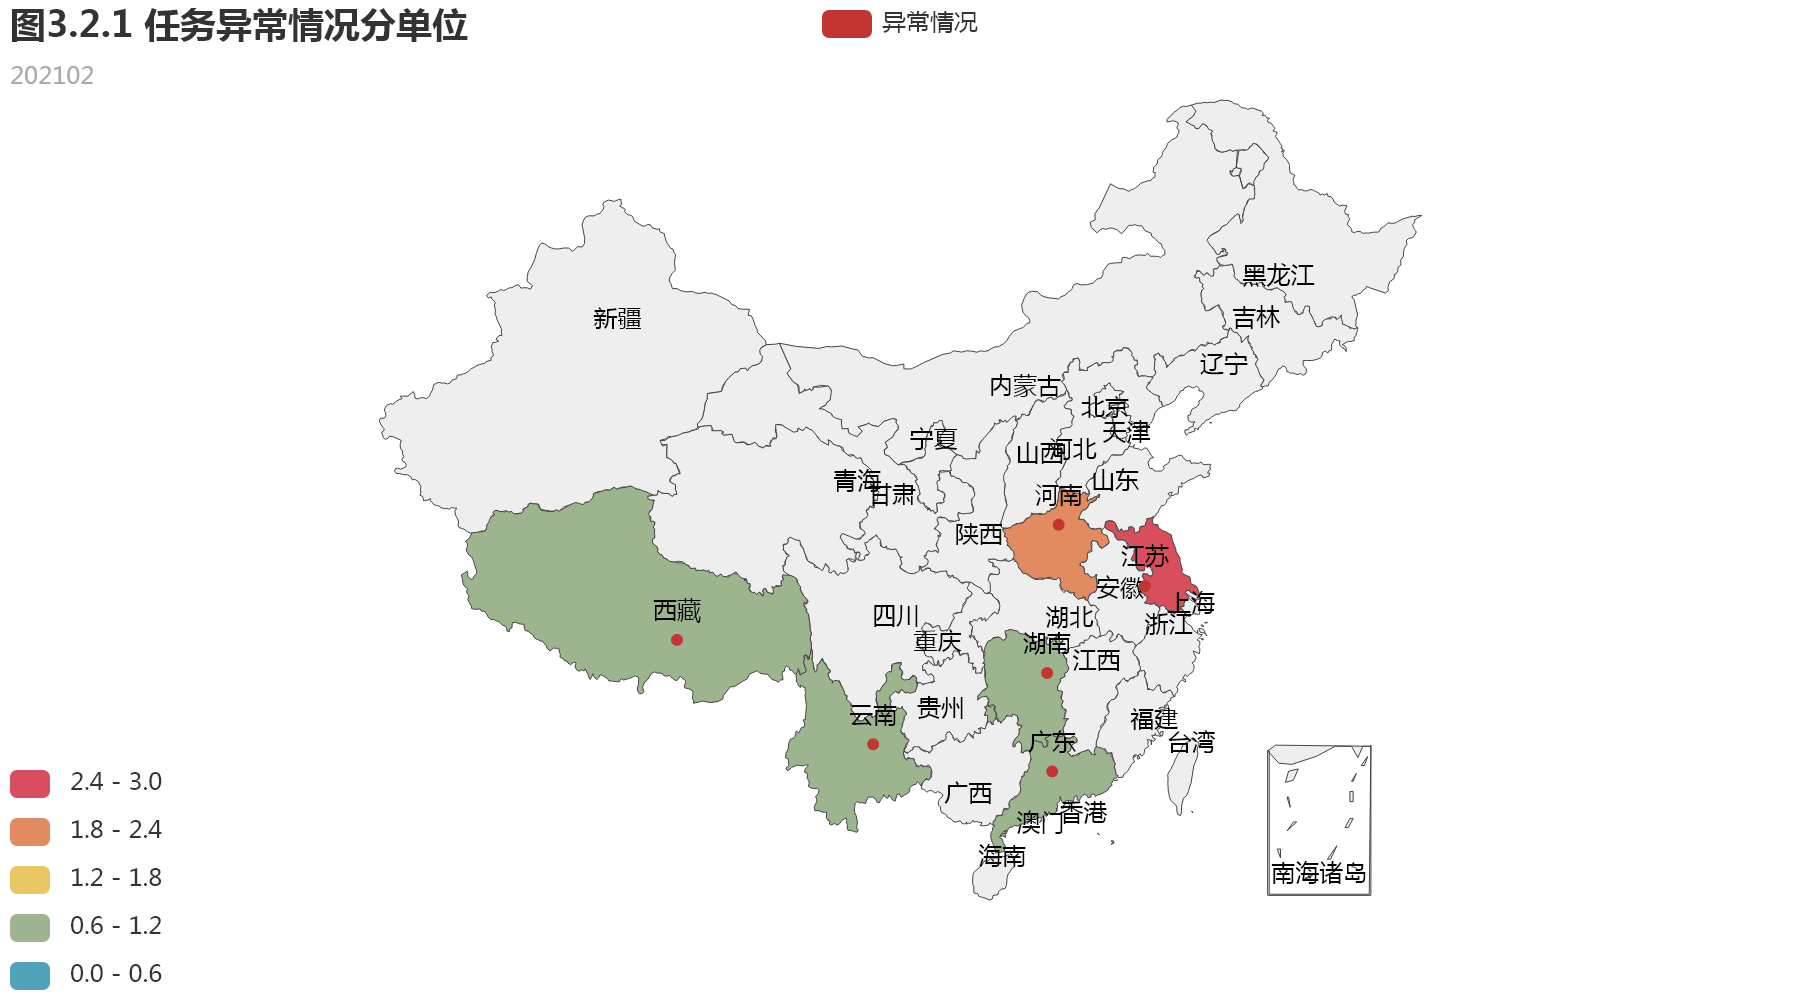 图3.2.1 任务异常情况分单位
异常情况
202102
黑龙江
吉林
新疆
辽宁
内蒙古
北京
天津
宁夏
山西
河北
青海
甘肃
山东
河南
陕西
江苏
安徽
上海
西藏
四川
湖北
浙江
重庆
湖南
江西
云南
贵州
福建
广东
台湾
广西
香港
澳门
海南
南海诸岛
2.4 - 3.0
1.8 - 2.4
1.2 - 1.8
0.6 - 1.2
0.0 - 0.6